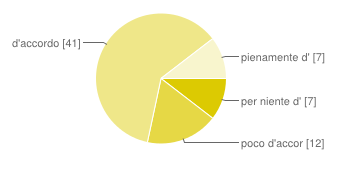 d'accordo [41]
pienamente d' [7]
per niente d' [7]
poco d'accor [12]